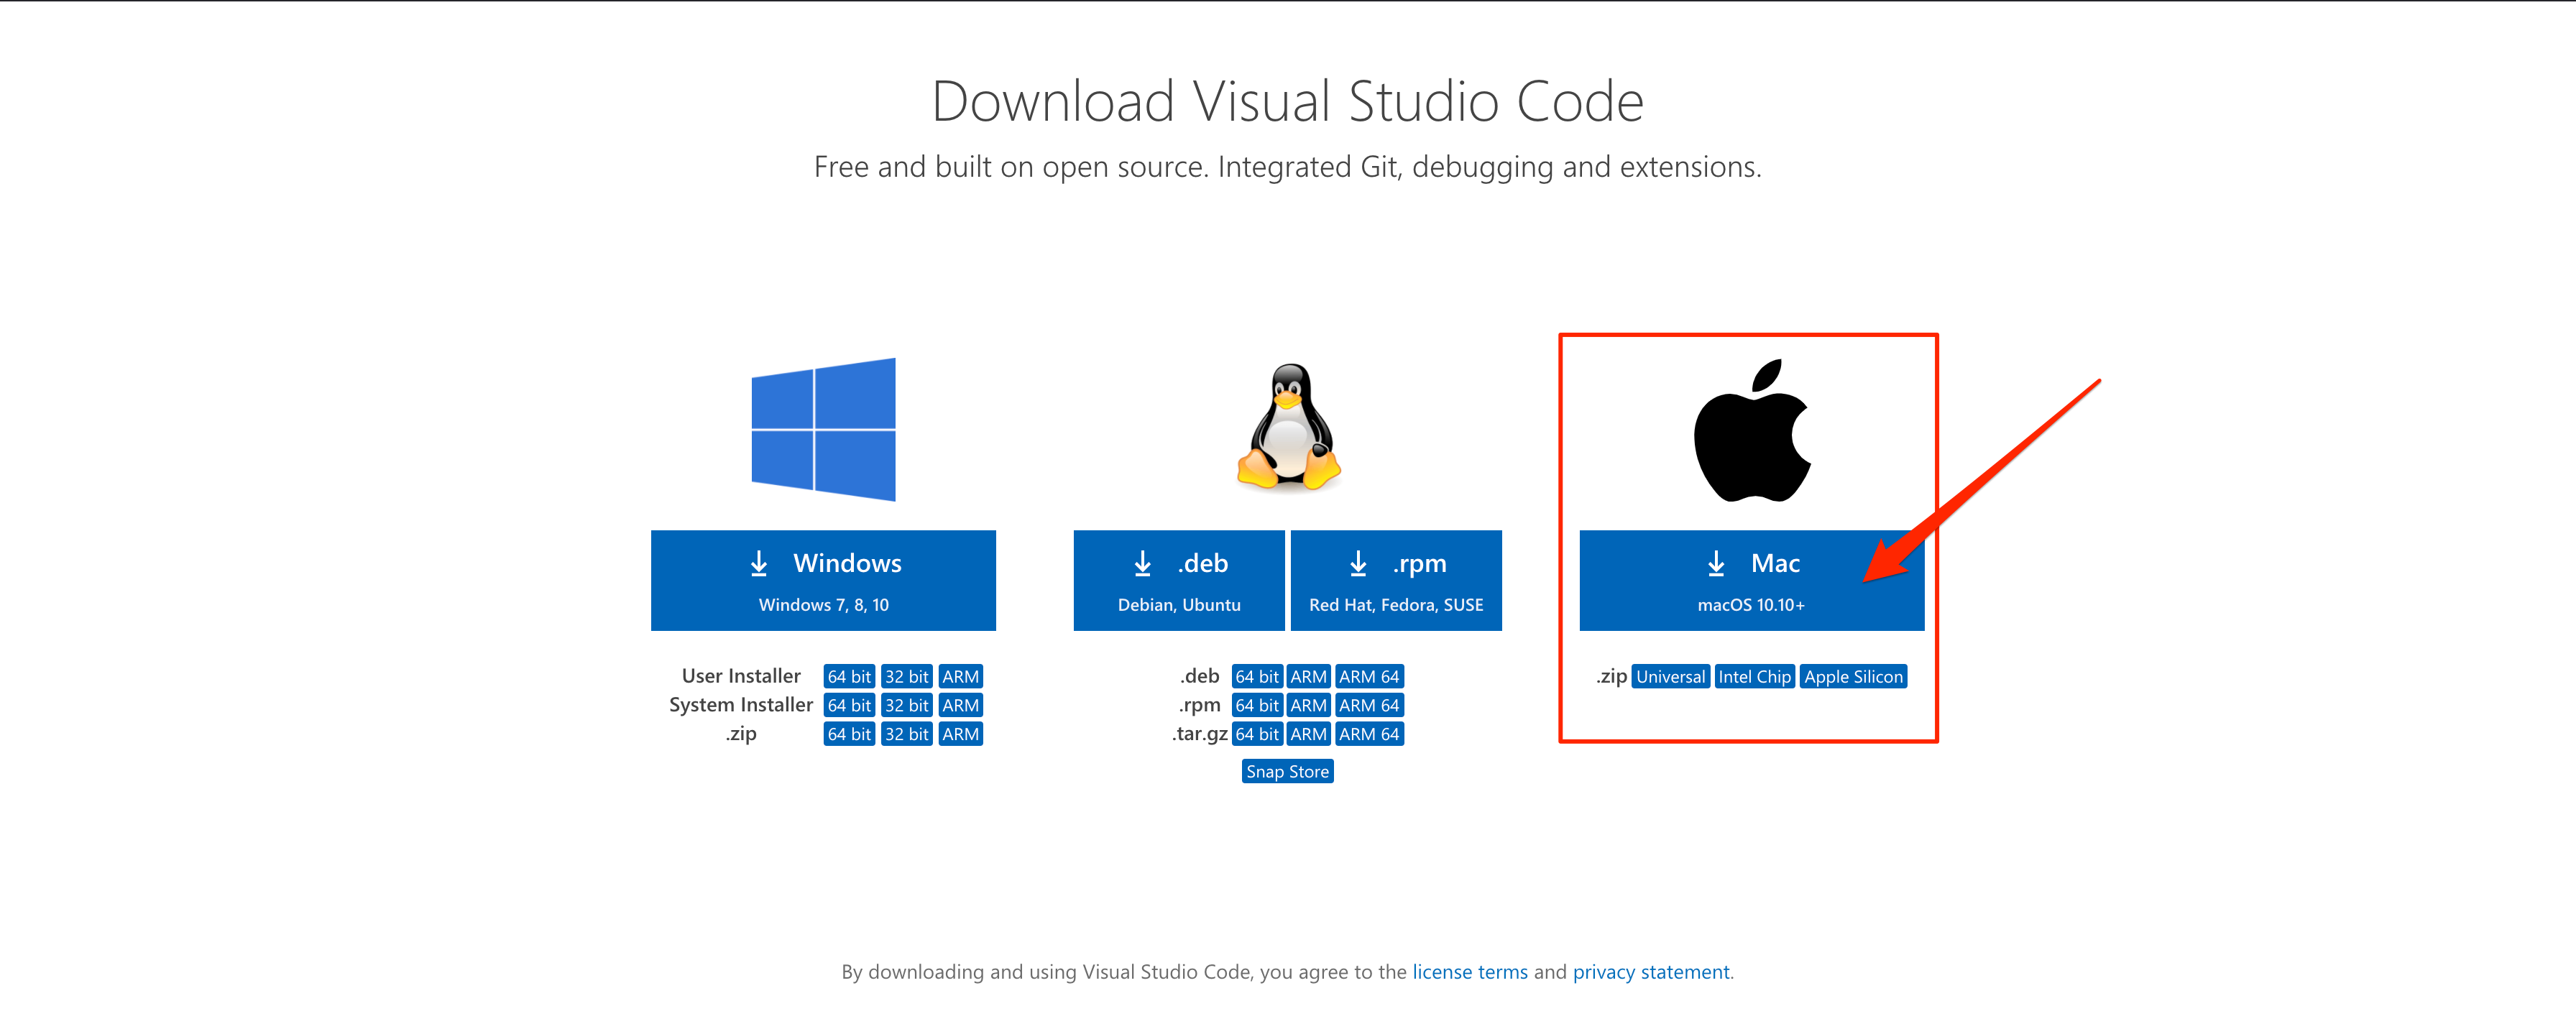 Download Visual Studio Code
Free and built on open source. Integrated Git, debugging and extensions.
Windows
Windows 7, 8, 10
User Installer 64 bit 32 bit ARM
System Installer 64 bit 32 bit ARM
.zip 64 bit 32 bit ARM
.deb
Debian, Ubuntu
.rpm
Red Hat, Fedora, SUSE
.deb 64 bit ARM ARM 64
.rpm 64 bit ARM ARM 64
.tar.gz 64 bit ARM ARM 64
Snap Store
Mac
macOS 10.10+
.zip Universal Intel Chip Apple Silicon
By downloading and using Visual Studio Code, you agree to the license terms and privacy statement.